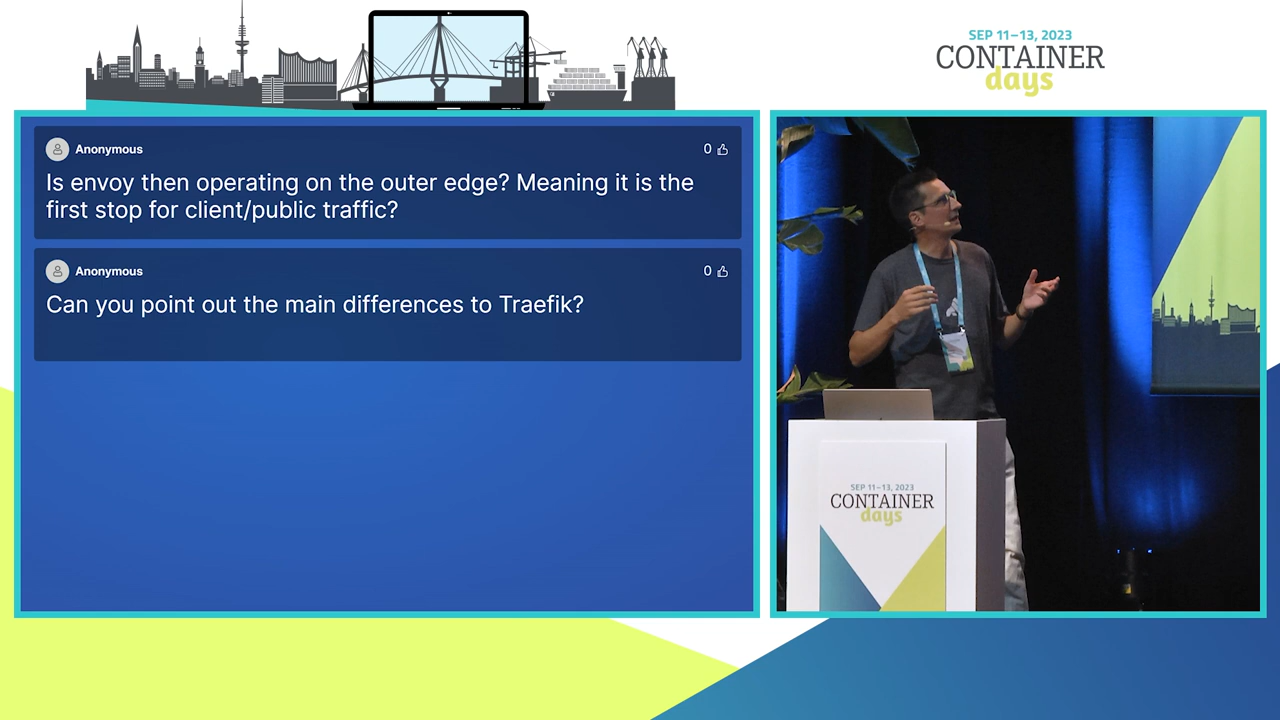 SEP 11–13, 2023
CONTAINER
days
Anonymous
0
Is envoy then operating on the outer edge? Meaning it is the
first stop for client/public traffic?
Anonymous
0
Can you point out the main differences to Traefik?
SEP 11–13, 2023
CONTAINER
days